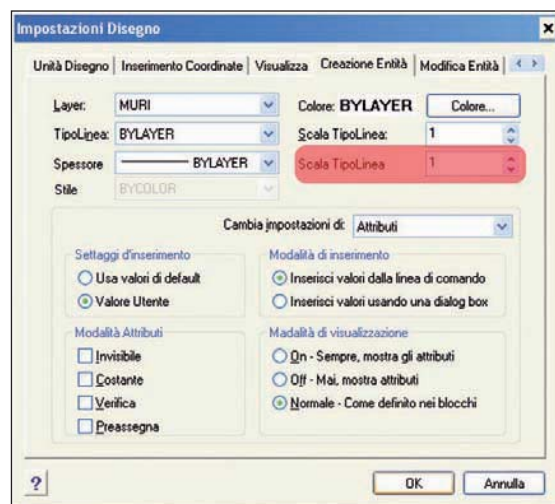 Impostazioni Disegno
Unità Disegno Inserimento Coordinate Visualizza Creazione Entità Modifica Entità
Layer: MURI Colore: BYLAYER Colore...
TipoLinea: BYLAYER Scala TipoLinea: 1
Spessore BYLAYER Scala TipoLinea 1
Stile BYCOLOR
Cambia impostazioni di: Attributi
Settaggi d'inserimento Modalità di inserimento
Usa valori di default Inserisci valori dalla linea di comando
Valore Utente Inserisci valori usando una dialog box
Modalità Attributi Madalità di visualizzazione
Invisibile On - Sempre, mostra gli attributi
Costante Off - Mai, mostra attributi
Verifica Normale - Come definito nei blocchi
Preassegna
? OK Annulla